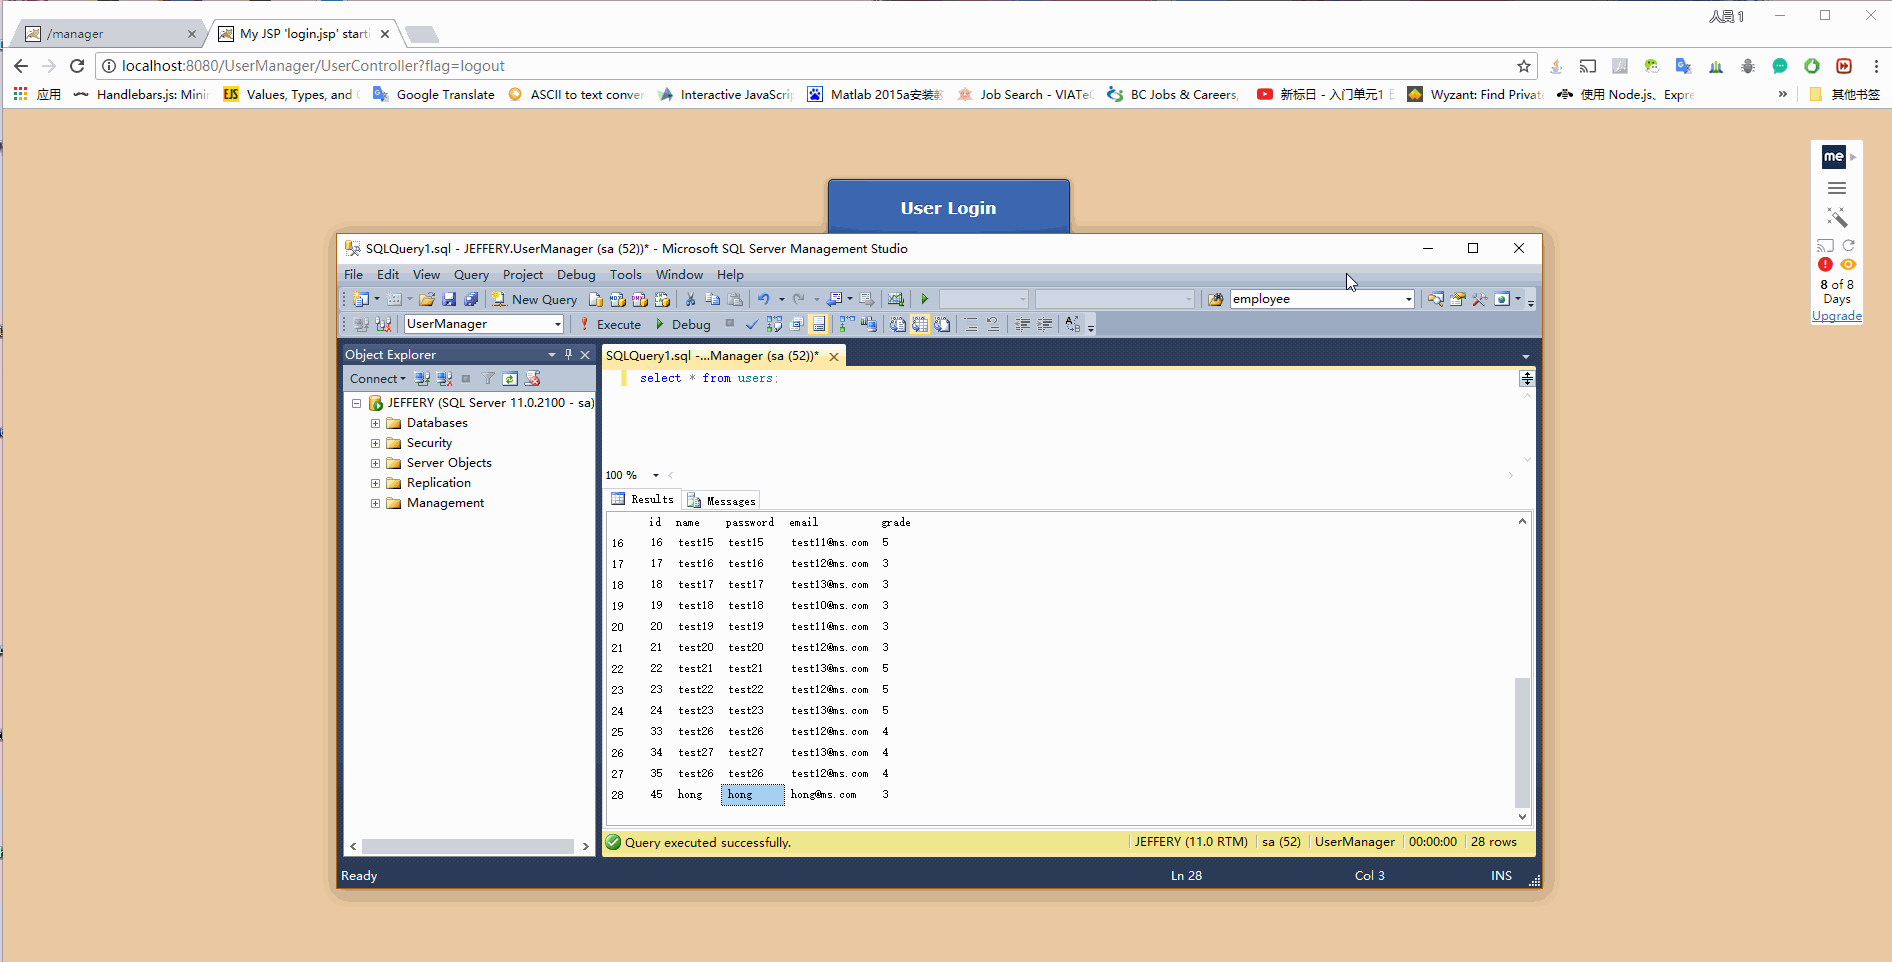 人員 1
/manager
My JSP 'login.jsp' starti
localhost:8080/UserManager/UserController?flag=logout
应用
Handlebars.js: Minir
EJS Values, Types, and
Google Translate
ASCII to text conver
Interactive JavaScrip
Matlab 2015a安装
Job Search - VIATeC
BC Jobs & Careers,
新标日 - 入门单元1
Wyzant: Find Private
使用 Node.js、Expre
»
其他书签
me
8 of 8
Days
Upgrade
User Login
SQLQuery1.sql - JEFFERY.UserManager (sa (52))* - Microsoft SQL Server Management Studio
File Edit View Query Project Debug Tools Window Help
New Query
employee
UserManager
Execute
Debug
Object Explorer
SQLQuery1.sql -...Manager (sa (52))*
Connect
select * from users;
JEFFERY (SQL Server 11.0.2100 - sa)
Databases
Security
Server Objects
Replication
Management
100 %
Results
Messages
id name password email grade
16 16 test15 test15 test11@ms.com 5
17 17 test16 test16 test12@ms.com 3
18 18 test17 test17 test13@ms.com 3
19 19 test18 test18 test10@ms.com 3
20 20 test19 test19 test11@ms.com 3
21 21 test20 test20 test12@ms.com 3
22 22 test21 test21 test13@ms.com 5
23 23 test22 test22 test12@ms.com 5
24 24 test23 test23 test13@ms.com 5
25 33 test26 test26 test12@ms.com 4
26 34 test27 test27 test13@ms.com 4
27 35 test26 test26 test12@ms.com 4
28 45 hong hong hong@ms.com 3
Query executed successfully.
JEFFERY (11.0 RTM)
sa (52)
UserManager
00:00:00
28 rows
Ready
Ln 28
Col 3
INS